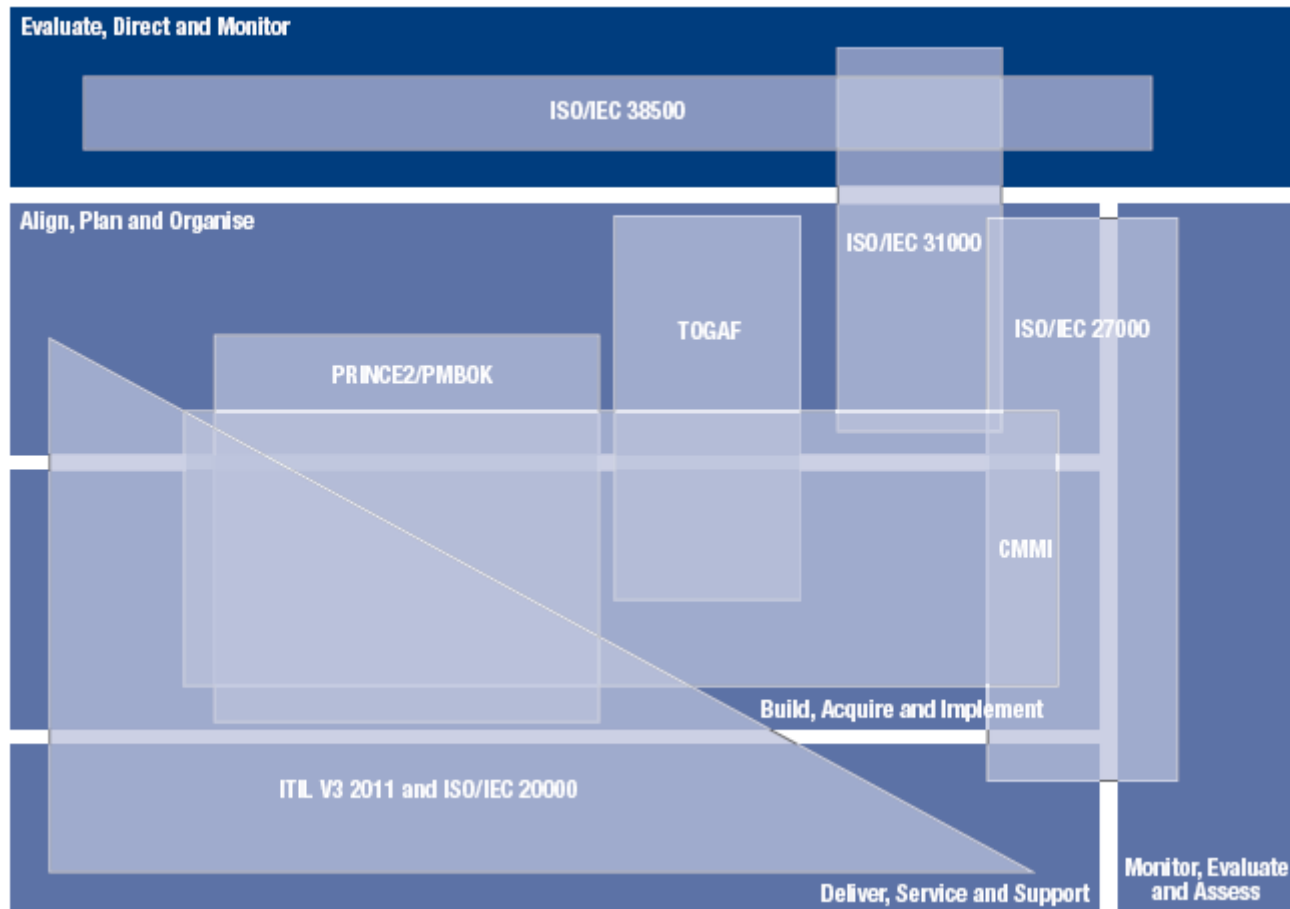 Evaluate, Direct and Monitor
ISO/IEC 38500
Align, Plan and Organise
ISO/IEC 31000
TOGAF
ISO/IEC 27000
PRINCE2/PMBOK
CMMI
Build, Acquire and Implement
ITIL V3 2011 and ISO/IEC 20000
Deliver, Service and Support
Monitor, Evaluate
and Assess